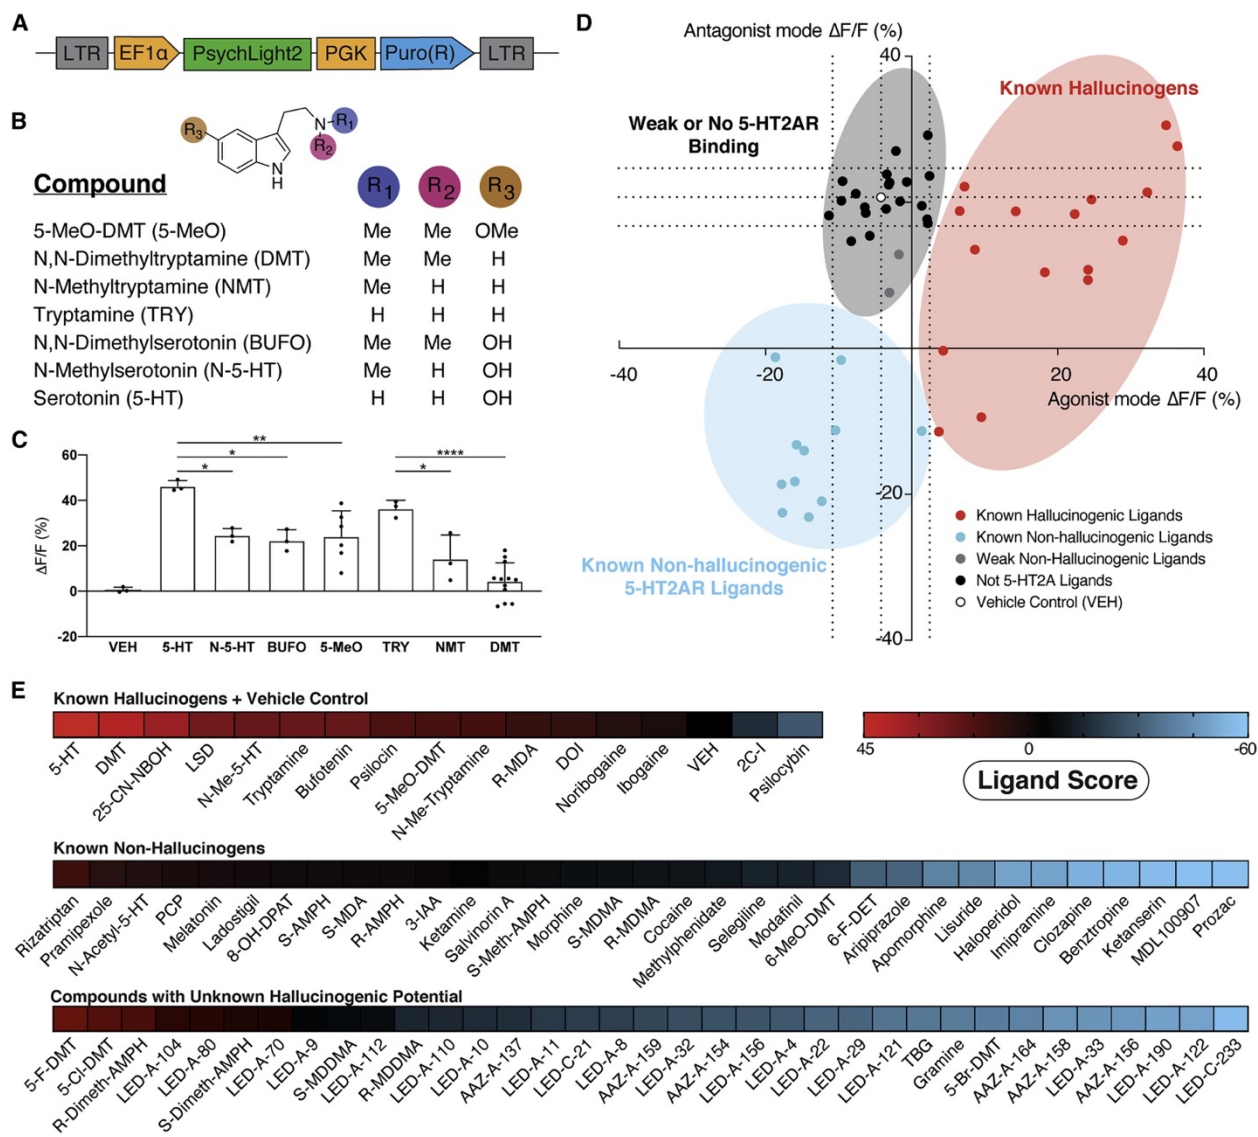 A
LTR EF1α PsychLight2 PGK Puro(R) LTR
B
R3 N R1
R2
N
H
Compound R1 R2 R3
5-MeO-DMT (5-MeO) Me Me OMe
N,N-Dimethyltryptamine (DMT) Me Me H
N-Methyltryptamine (NMT) Me H H
Tryptamine (TRY) H H H
N,N-Dimethylserotonin (BUFO) Me Me OH
N-Methylserotonin (N-5-HT) Me H OH
Serotonin (5-HT) H H OH
C
ΔF/F (%)
60
40
20
0
-20
**
* ****
* *
VEH 5-HT N-5-HT BUFO 5-MeO TRY NMT DMT
D
Antagonist mode ΔF/F (%)
40
Known Hallucinogens
Weak or No 5-HT2AR
Binding
-40 -20 20 40
Agonist mode ΔF/F (%)
-20
-40
Known Non-hallucinogenic
5-HT2AR Ligands
Known Hallucinogenic Ligands
Known Non-hallucinogenic Ligands
Weak Non-Hallucinogenic Ligands
Not 5-HT2A Ligands
Vehicle Control (VEH)
E
Known Hallucinogens + Vehicle Control
5-HT
DMT
25-CN-NBOH
LSD
N-Me-5-HT
Tryptamine
Bufotenin
Psilocin
5-MeO-DMT
N-Me-Tryptamine
R-MDA
DOI
Noribogaine
Ibogaine
VEH
2C-I
Psilocybin
45 0 -60
Ligand Score
Known Non-Hallucinogens
Rizatriptan
Pramipexole
N-Acetyl-5-HT
PCP
Melatonin
Ladostigil
8-OH-DPAT
S-AMPH
S-MDA
R-AMPH
3-IAA
Ketamine
Salvinorin A
S-Meth-AMPH
Morphine
S-MDMA
R-MDMA
Cocaine
Methylphenidate
Selegiline
Modafinil
6-MeO-DMT
6-F-DET
Aripiprazole
Apomorphine
Lisuride
Haloperidol
Imipramine
Clozapine
Benztropine
Ketanserin
MDL100907
Prozac
Compounds with Unknown Hallucinogenic Potential
5-F-DMT
5-Cl-DMT
R-Dimeth-AMPH
LED-A-104
LED-A-80
S-Dimeth-AMPH
LED-A-70
LED-A-9
S-MDDMA
LED-A-112
R-MDDMA
LED-A-110
LED-A-10
AAZ-A-137
LED-A-11
LED-C-21
LED-A-8
AAZ-A-159
LED-A-32
AAZ-A-154
LED-A-156
LED-A-4
LED-A-22
LED-A-29
LED-A-121
TBG
Gramine
5-Br-DMT
AAZ-A-164
AAZ-A-158
LED-A-33
AAZ-A-156
LED-A-190
LED-A-122
LED-C-233